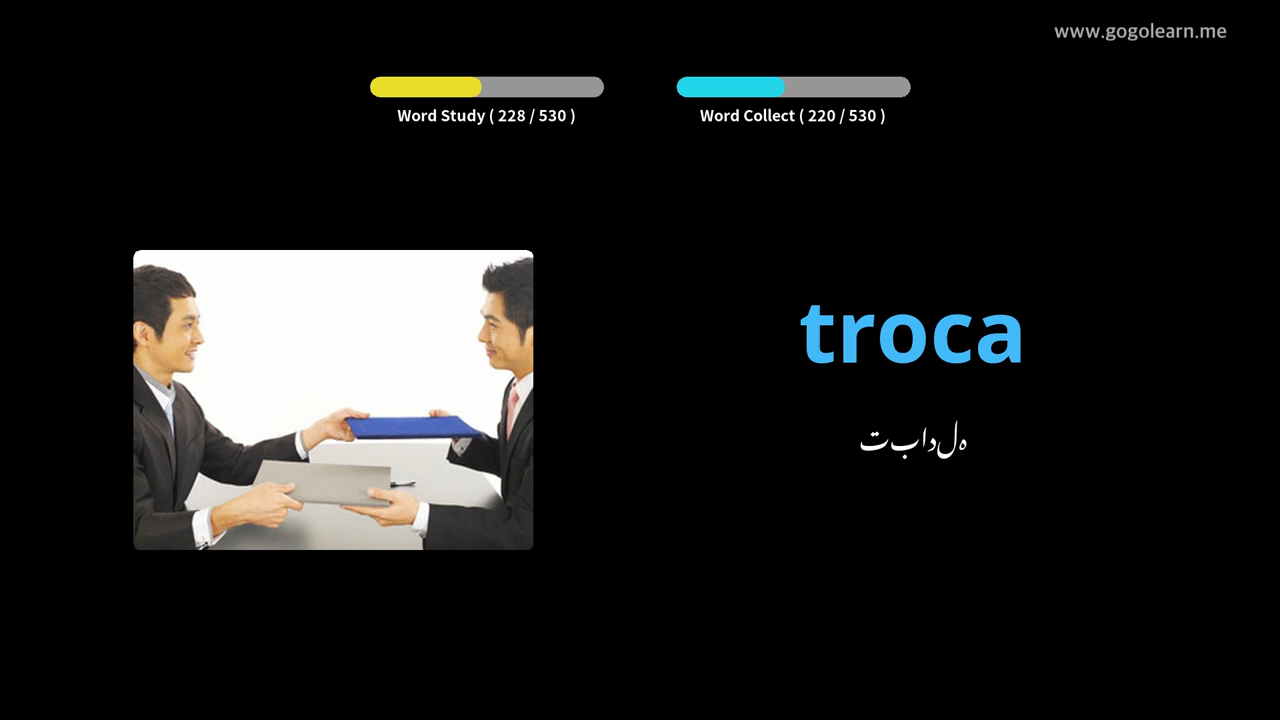 www.gogolearn.me
Word Study ( 228 / 530 )
Word Collect ( 220 / 530 )
troca
تبادلہ